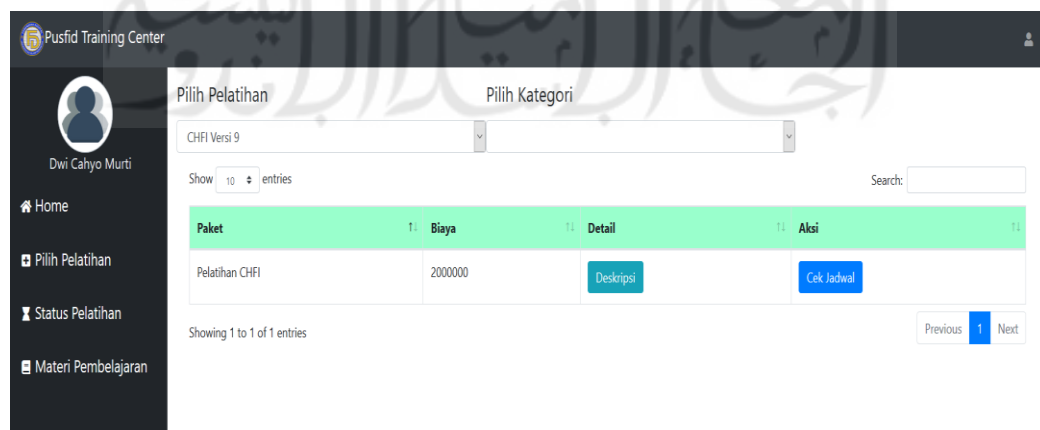 Pusfid Training Center
Dwi Cahyo Murti
Home
Pilih Pelatihan
Status Pelatihan
Materi Pembelajaran
Pilih Pelatihan Pilih Kategori
CHFI Versi 9
Show 10 entries Search:
Paket Biaya Detail Aksi
Pelatihan CHFI 2000000 Deskripsi Cek Jadwal
Showing 1 to 1 of 1 entries Previous 1 Next